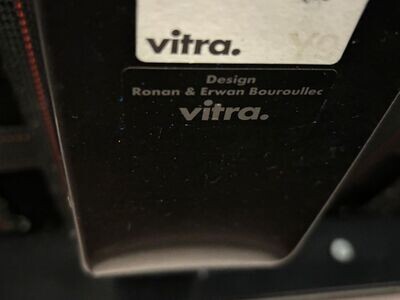 vitra.
Design
Ronan & Erwan Bouroullec
vitra.